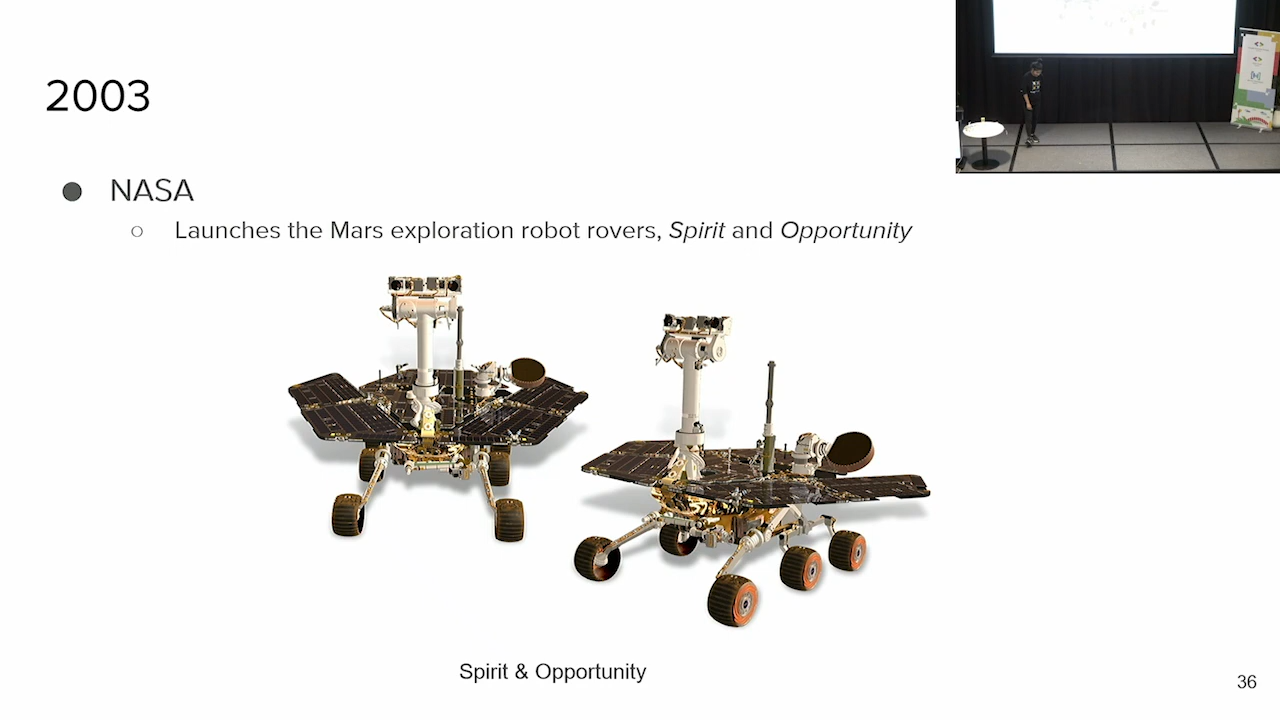 2003
● NASA
○ Launches the Mars exploration robot rovers, Spirit and Opportunity
Spirit & Opportunity
36